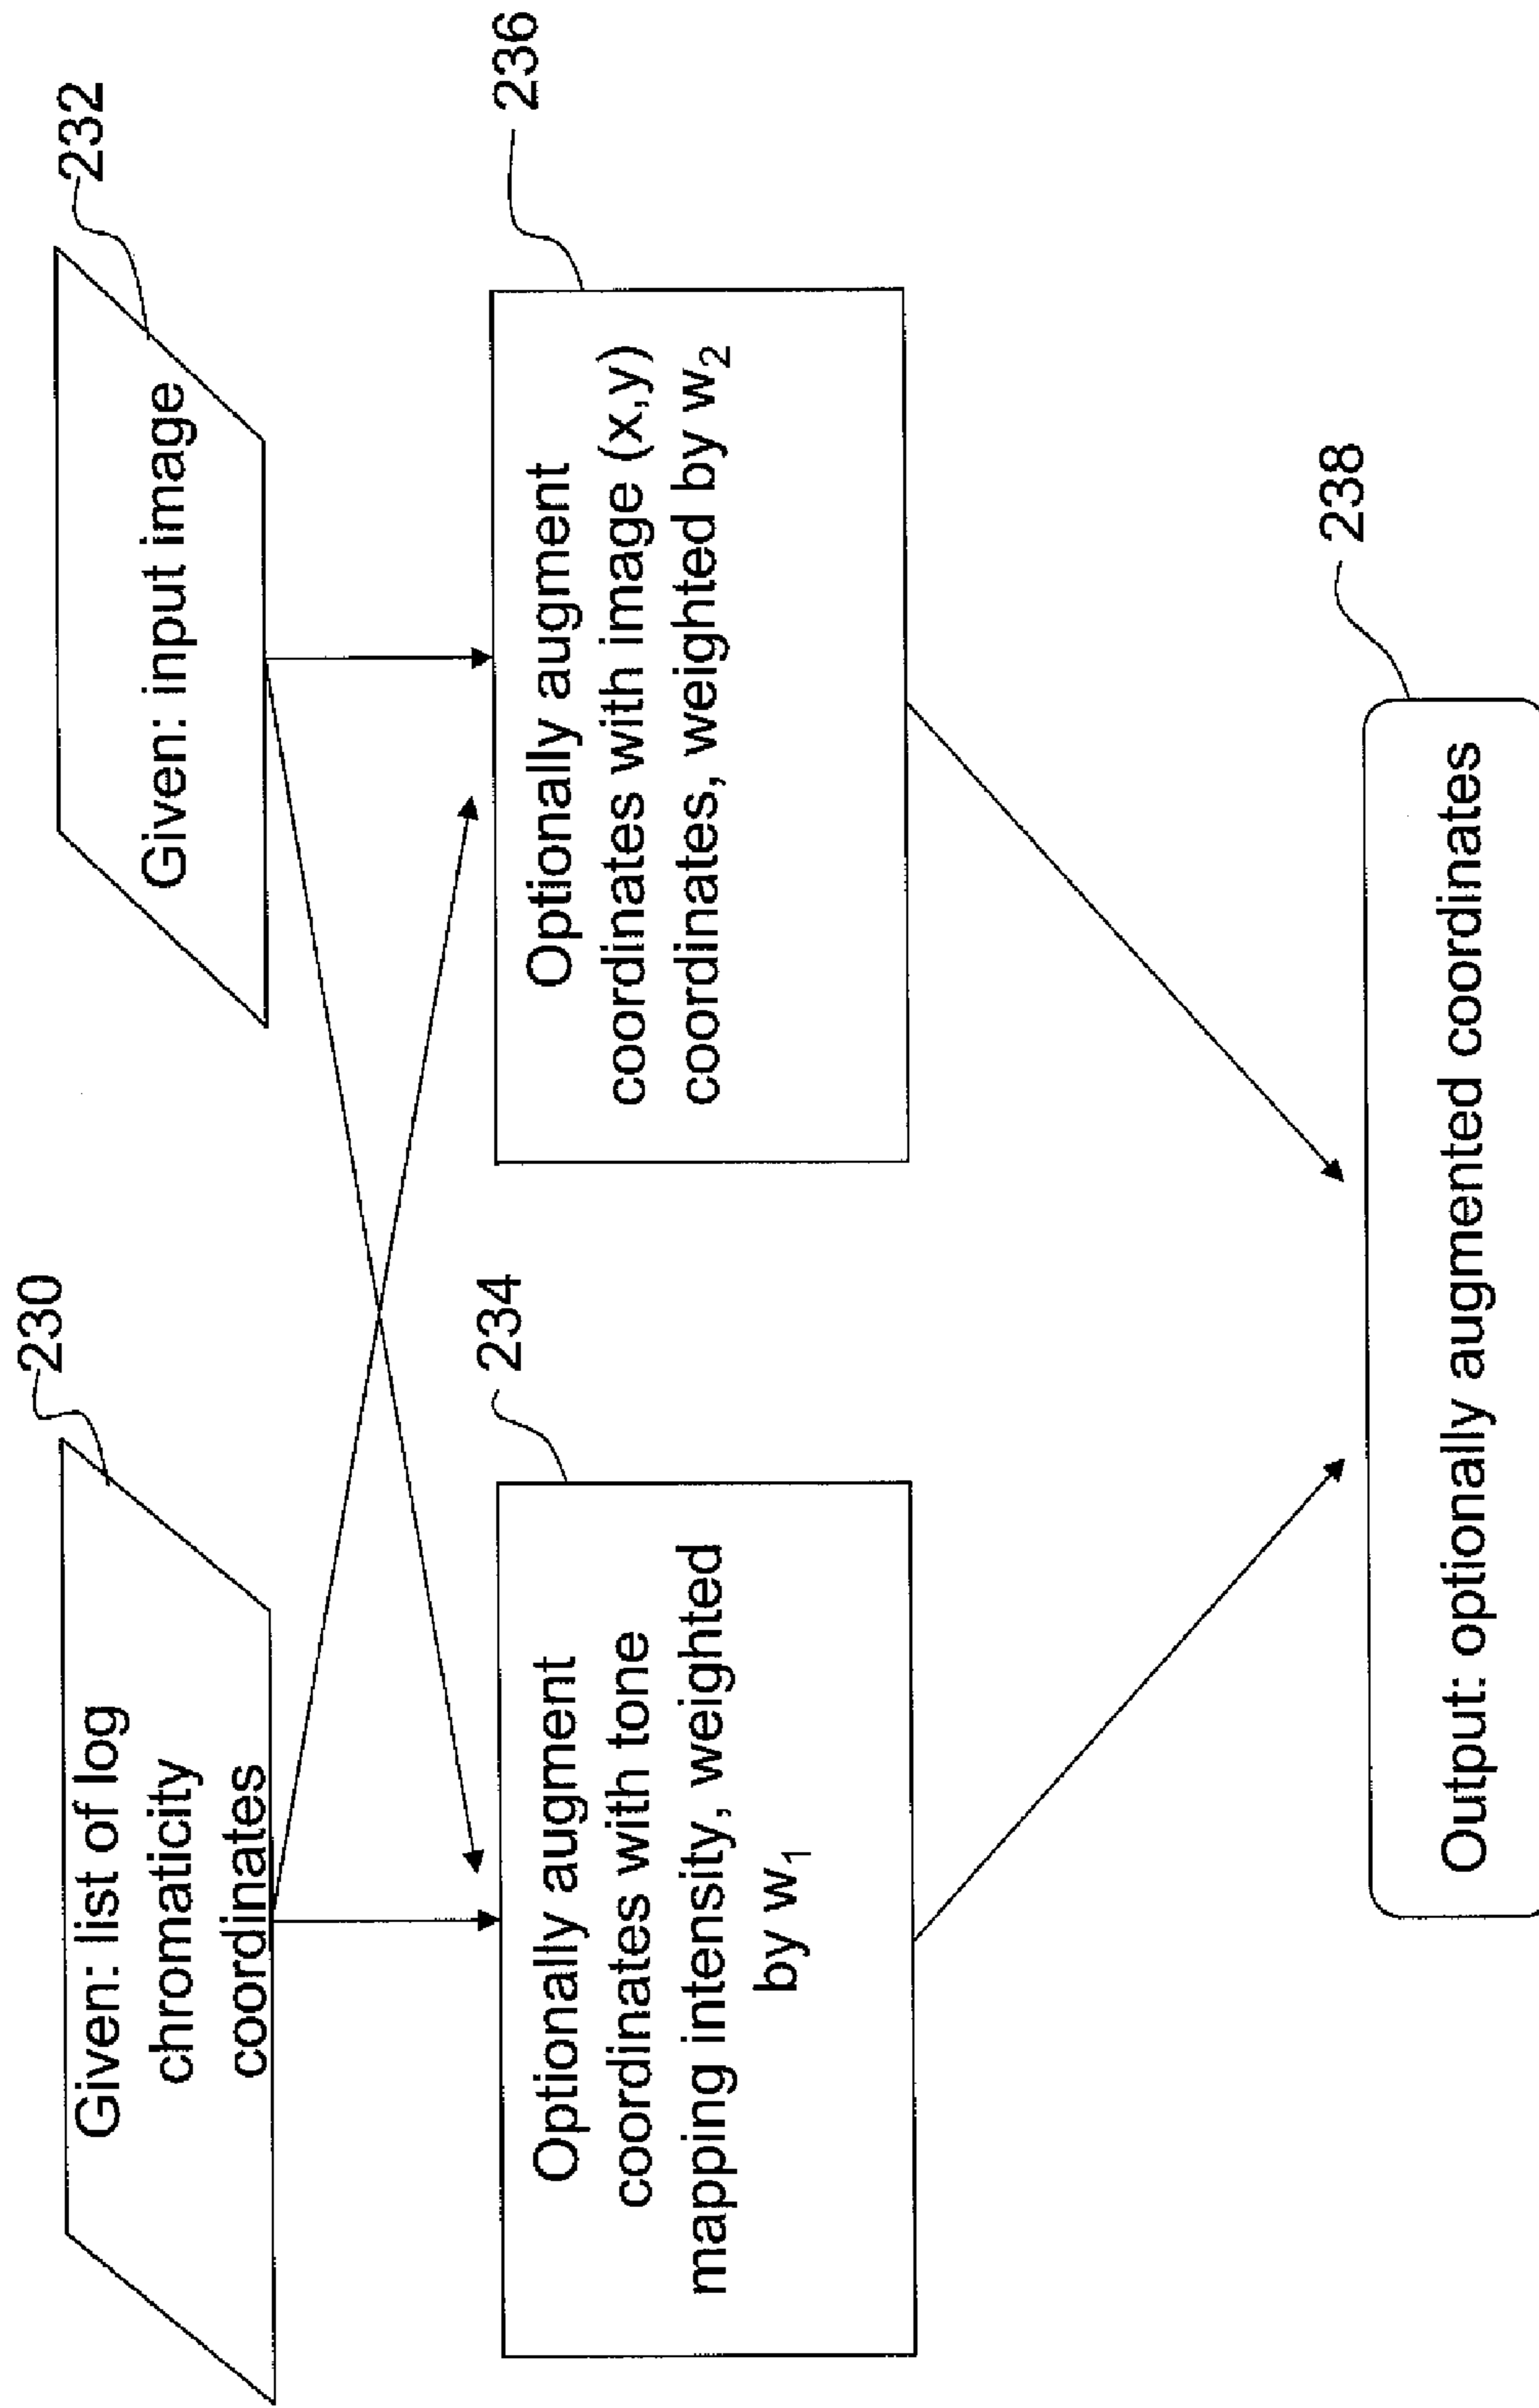 230
Given: list of log
chromaticity
coordinates
232
Given: input image
234
Optionally augment
coordinates with tone
mapping intensity, weighted
by w₁
236
Optionally augment
coordinates with image (x,y)
coordinates, weighted by w₂
238
Output: optionally augmented coordinates